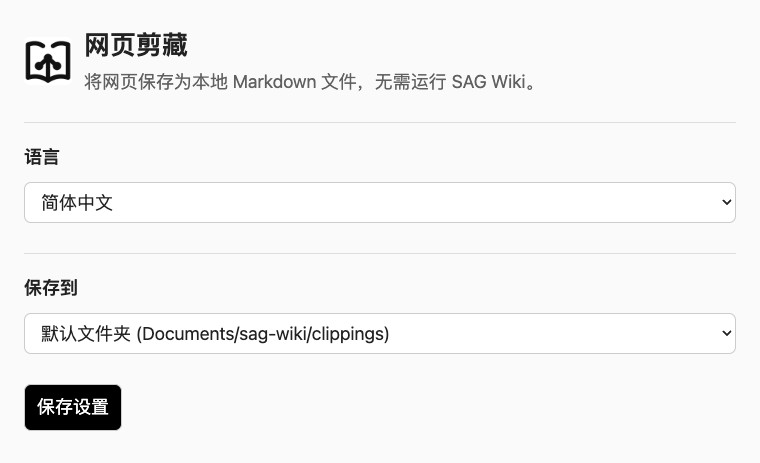 网页剪藏
将网页保存为本地 Markdown 文件，无需运行 SAG Wiki。
语言
简体中文
保存到
默认文件夹 (Documents/sag-wiki/clippings)
保存设置